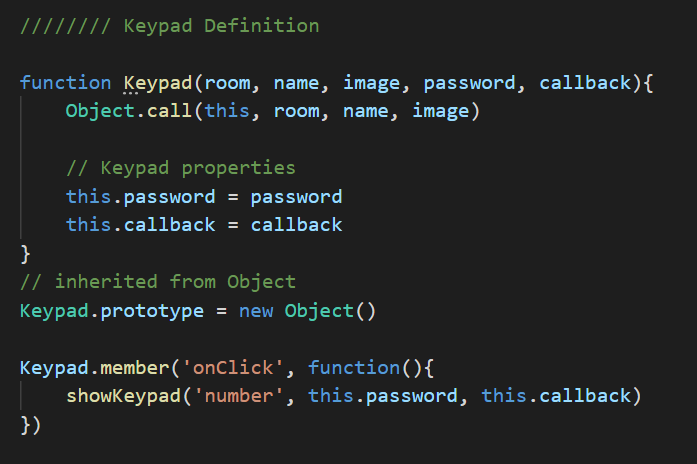 //////// Keypad Definition
function Keypad(room, name, image, password, callback){
    Object.call(this, room, name, image)
    // Keypad properties
    this.password = password
    this.callback = callback
}
// inherited from Object
Keypad.prototype = new Object()
Keypad.member('onClick', function(){
    showKeypad('number', this.password, this.callback)
})